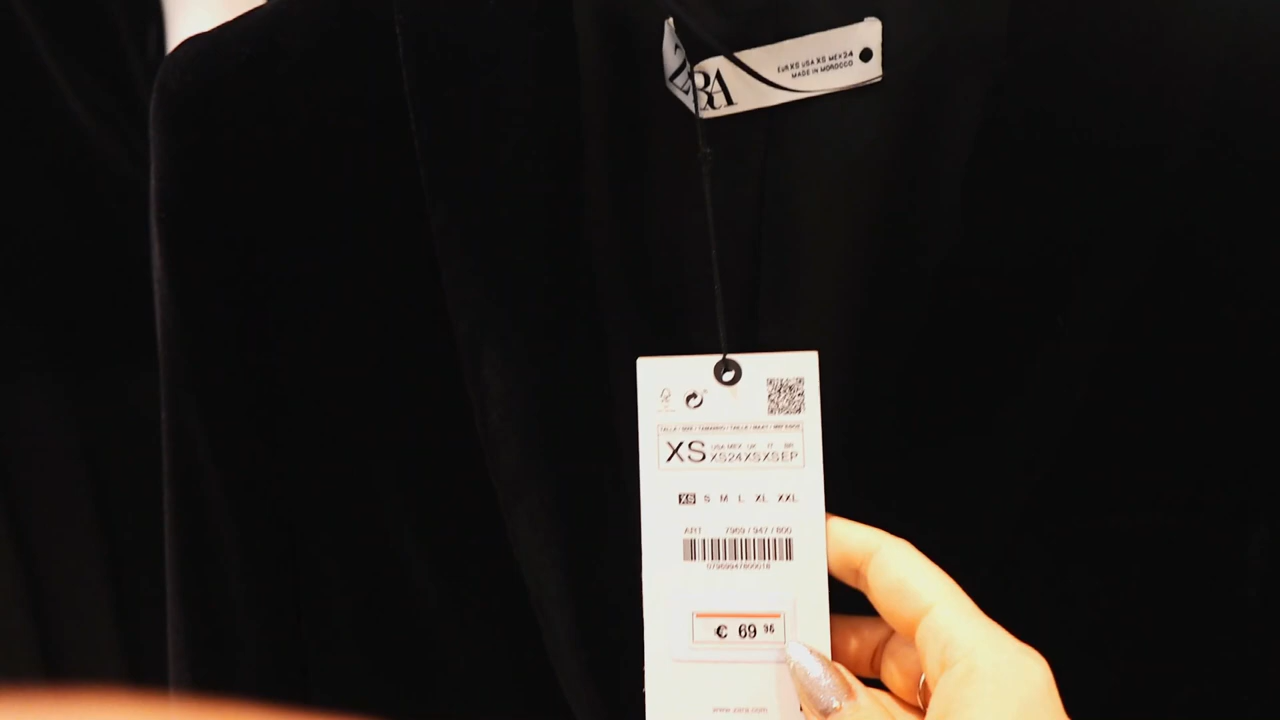 ZARA
EUR XS USA XS MEX 24
MADE IN MOROCCO
XS
USA MEX UK IT BR
XS 24 XS XS EP
XS S M L XL XXL
ART 7969 / 947 / 800
€ 69 95
www.zara.com